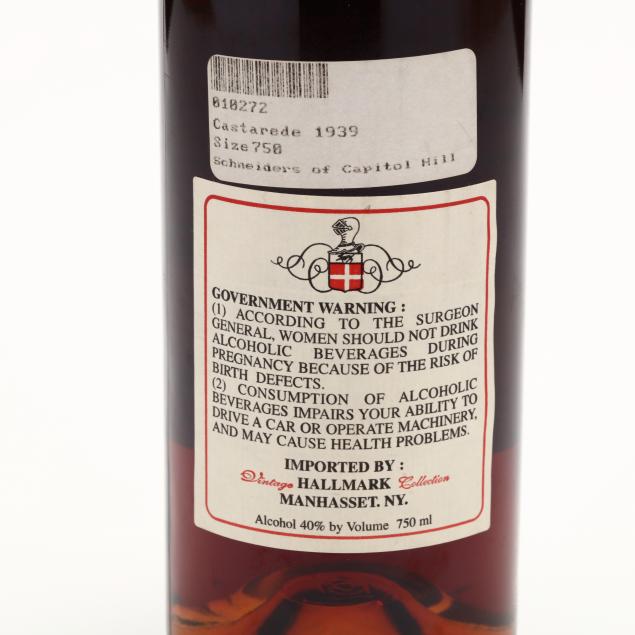 010272
Castarede 1939
Size750
Schneiders of Capitol Hill
GOVERNMENT WARNING :
(1) ACCORDING TO THE SURGEON
GENERAL, WOMEN SHOULD NOT DRINK
ALCOHOLIC BEVERAGES DURING
PREGNANCY BECAUSE OF THE RISK OF
BIRTH DEFECTS.
(2) CONSUMPTION OF ALCOHOLIC
BEVERAGES IMPAIRS YOUR ABILITY TO
DRIVE A CAR OR OPERATE MACHINERY,
AND MAY CAUSE HEALTH PROBLEMS.
IMPORTED BY :
Vintage HALLMARK Collection
MANHASSET. NY.
Alcohol 40% by Volume 750 ml